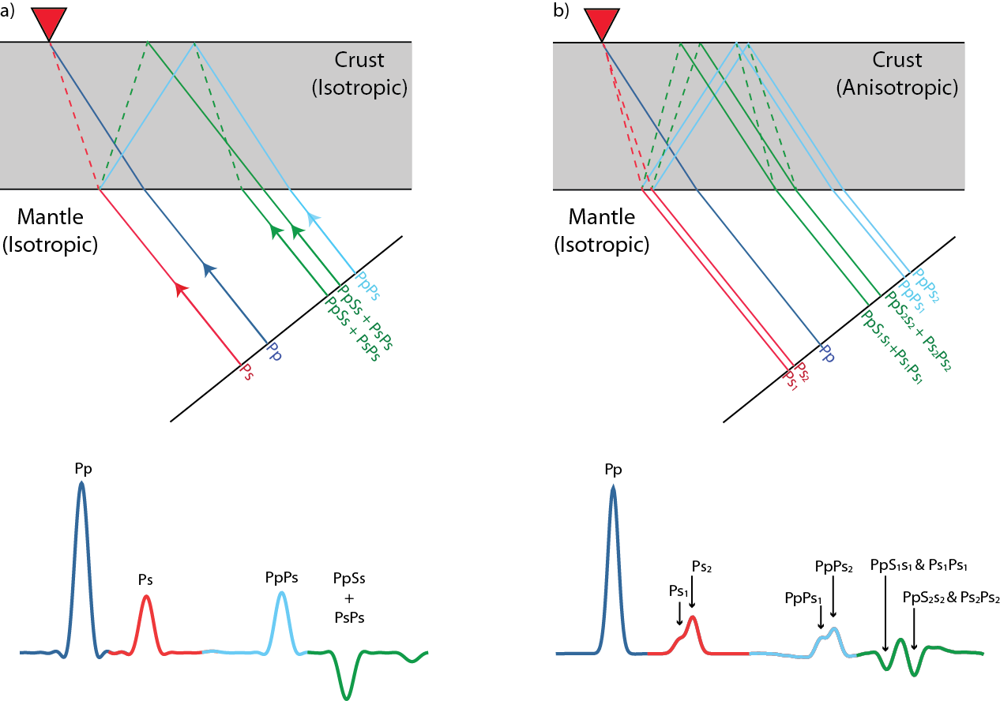 a)
Crust
(Isotropic)
Mantle
(Isotropic)
PpPs
PpSs + PsPs
PpSs + PsPs
Pp
Ps
Pp
Ps
PpPs
PpSs
+
PsPs
b)
Crust
(Anisotropic)
Mantle
(Isotropic)
PpPs₂
PpPs₁
PpS₂s₂ + Ps₂Ps₂
PpS₁s₁+Ps₁Ps₁
Pp
Ps₂
Ps₁
Pp
Ps₁
Ps₂
PpPs₁
PpPs₂
PpS₁s₁ & Ps₁Ps₁
PpS₂s₂ & Ps₂Ps₂